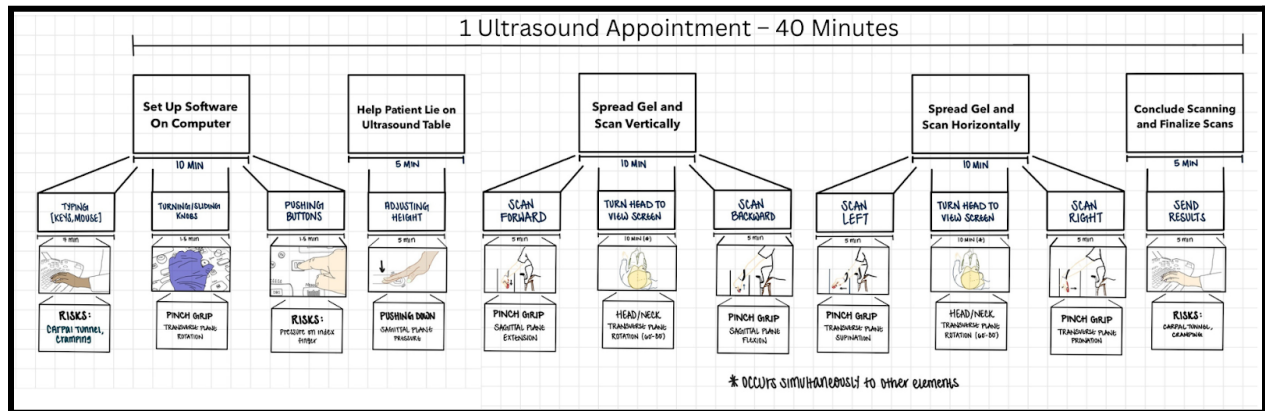 1 Ultrasound Appointment – 40 Minutes
Set Up Software
On Computer
Help Patient Lie on
Ultrasound Table
Spread Gel and
Scan Vertically
Spread Gel and
Scan Horizontally
Conclude Scanning
and Finalize Scans
10 MIN
5 MIN
10 MIN
10 MIN
5 MIN
TYPING
[KEYS, MOUSE]
TURNING/SLIDING
KNOBS
PUSHING
BUTTONS
ADJUSTING
HEIGHT
SCAN
FORWARD
TURN HEAD TO
VIEW SCREEN
SCAN
BACKWARD
SCAN
LEFT
TURN HEAD TO
VIEW SCREEN
SCAN
RIGHT
SEND
RESULTS
5 min
5 min
10 MIN (*)
5 min
5 min
10 MIN (*)
5 min
5 min
RISKS:
CARPAL TUNNEL,
CRAMPING
PINCH GRIP
TRANSVERSE PLANE
ROTATION
RISKS:
Pressure on index
finger
PUSHING DOWN
SAGITTAL PLANE
PRESSURE
PINCH GRIP
SAGITTAL PLANE
EXTENSION
HEAD/NECK
TRANSVERSE PLANE
ROTATION
PINCH GRIP
SAGITTAL PLANE
FLEXION
PINCH GRIP
TRANSVERSE PLANE
SUPINATION
HEAD/NECK
TRANSVERSE PLANE
ROTATION
PINCH GRIP
TRANSVERSE PLANE
PRONATION
RISKS:
CARPAL TUNNEL,
CRAMPING
* OCCURS SIMULTANEOUSLY TO OTHER ELEMENTS